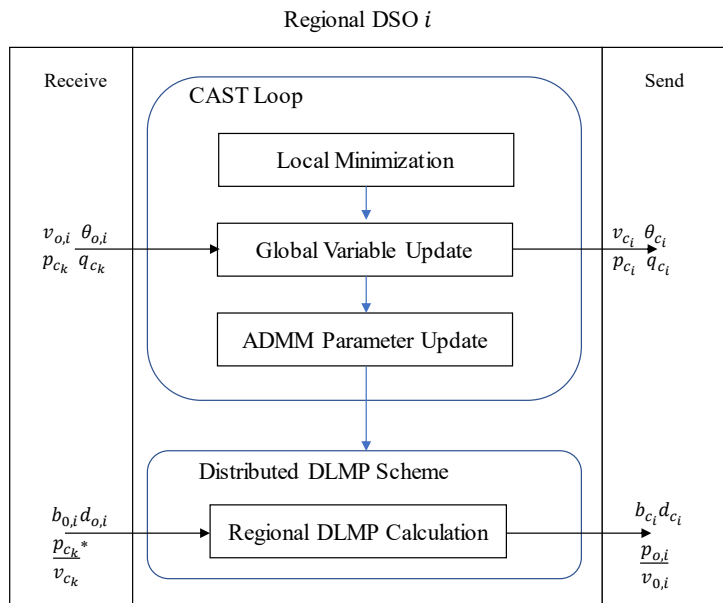 Regional DSO i
Receive
CAST Loop
Send
Local Minimization
v_{o,i} θ_{o,i}
p_{c_k} q_{c_k}
Global Variable Update
v_{c_i} θ_{c_i}
p_{c_i} q_{c_i}
ADMM Parameter Update
Distributed DLMP Scheme
b_{0,i} d_{o,i}
p_{c_k}*
v_{c_k}
Regional DLMP Calculation
b_{c_i} d_{c_i}
p_{o,i}
v_{0,i}